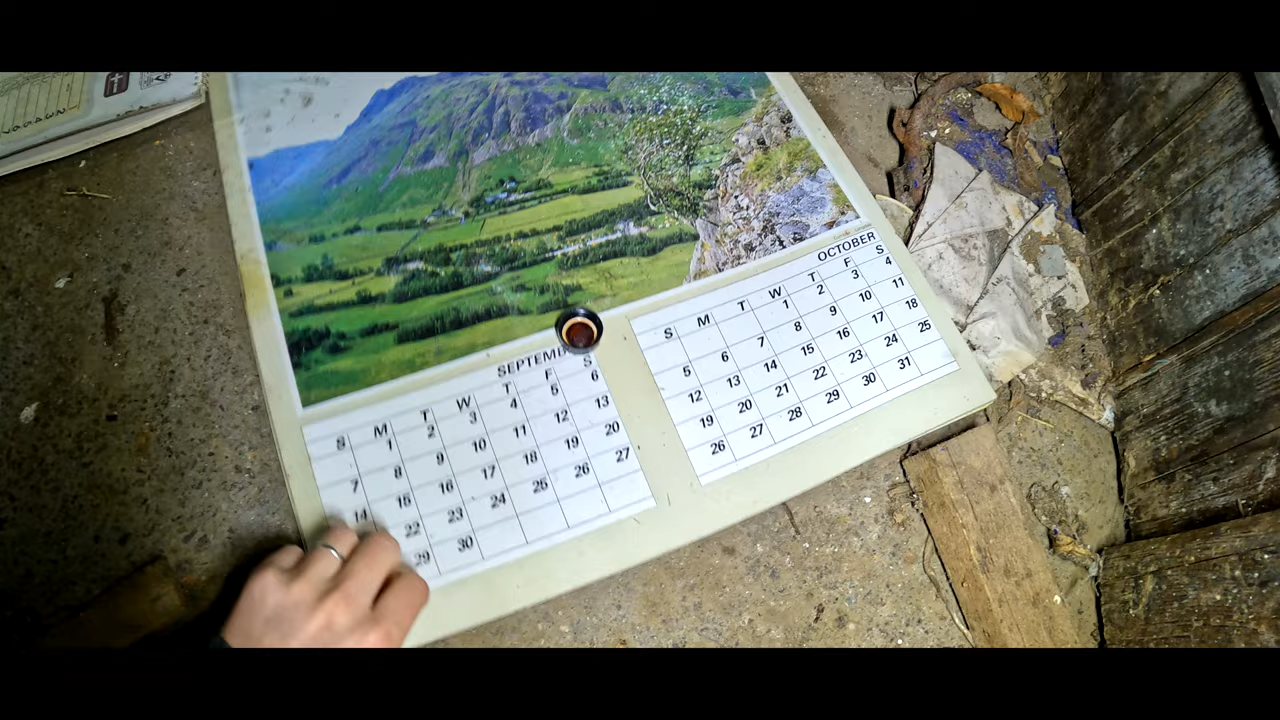 SEPTEM
S M T W T F S
1 2 3 4 5 6
7 8 9 10 11 12 13
14 15 16 17 18 19 20
22 23 24 25 26 27
29 30
OCTOBER
S M T W T F S
1 2 3 4
5 6 7 8 9 10 11
12 13 14 15 16 17 18
19 20 21 22 23 24 25
26 27 28 29 30 31